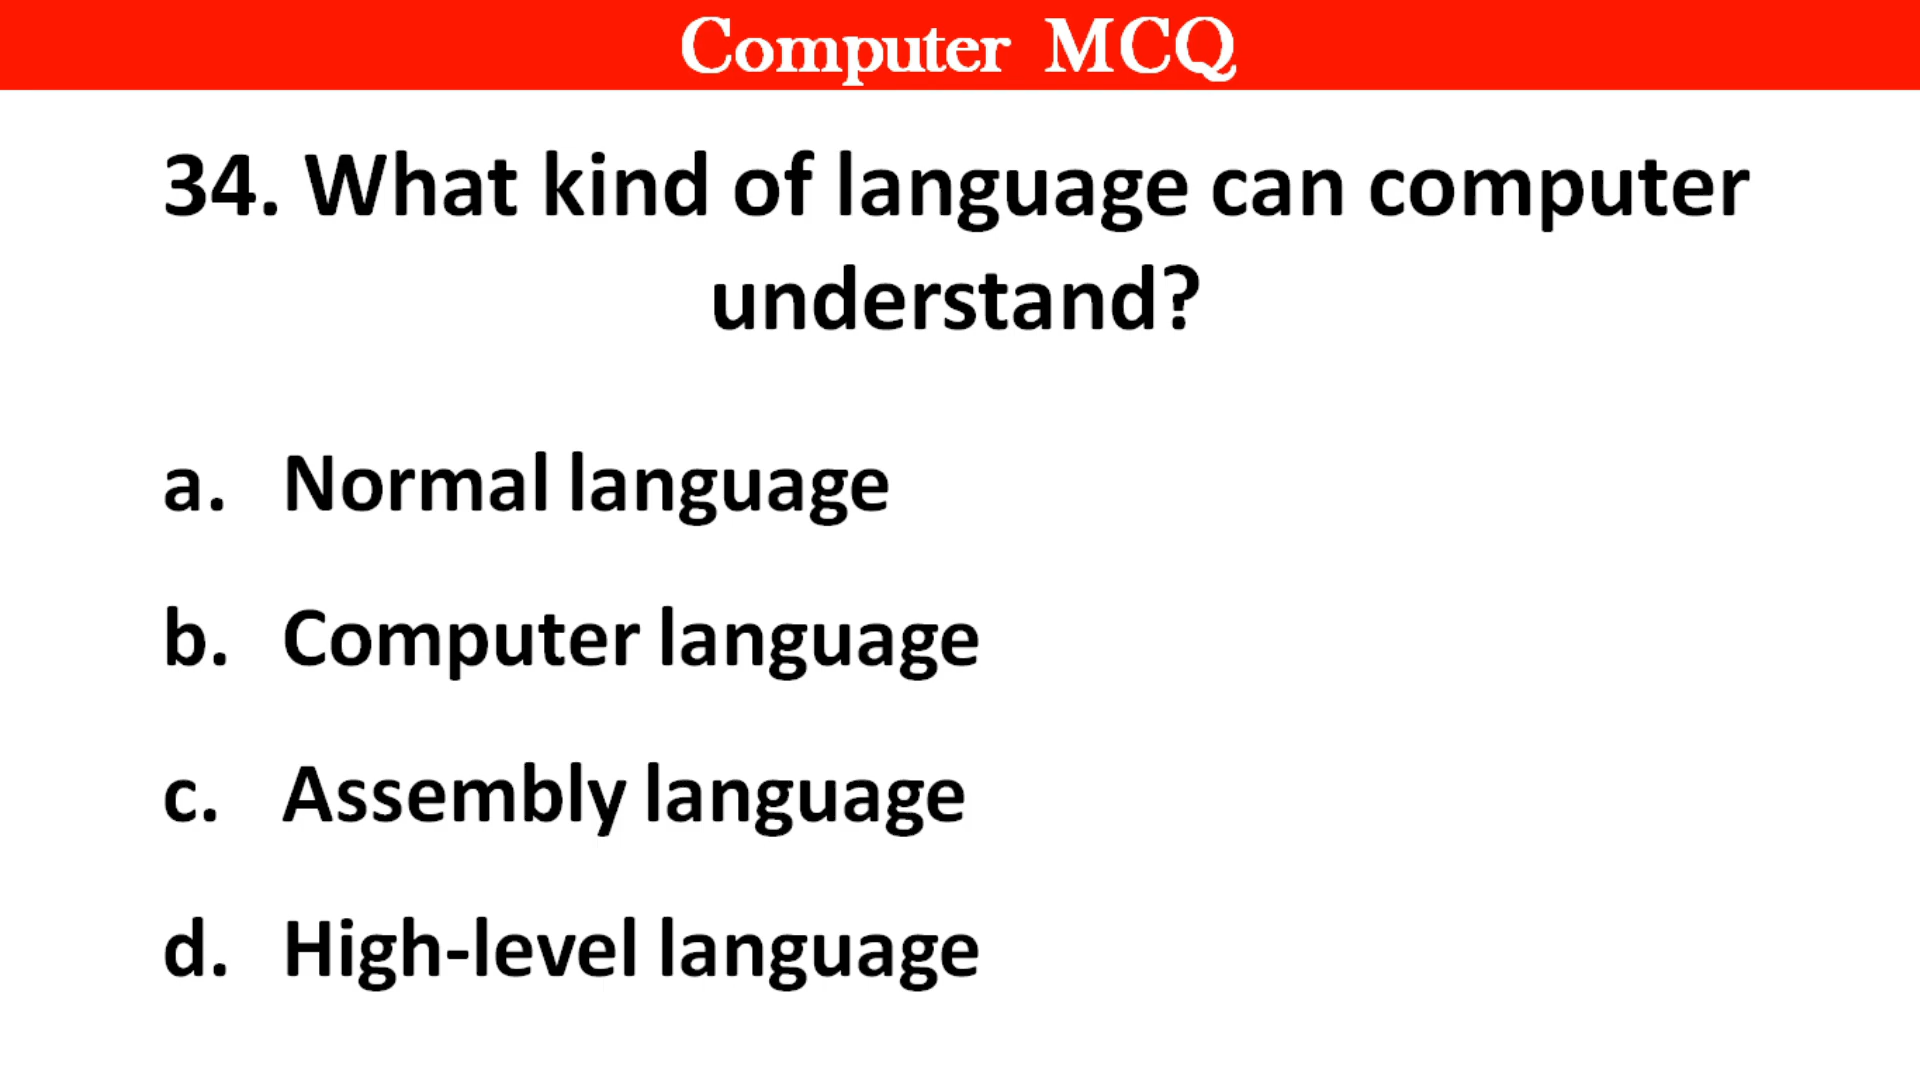 Computer MCQ
34. What kind of language can computer
understand?
a. Normal language
b. Computer language
c. Assembly language
d. High-level language